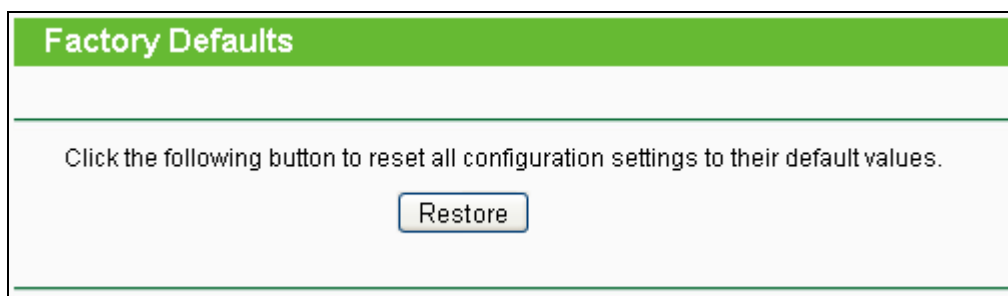 Factory Defaults
Click the following button to reset all configuration settings to their default values.
Restore